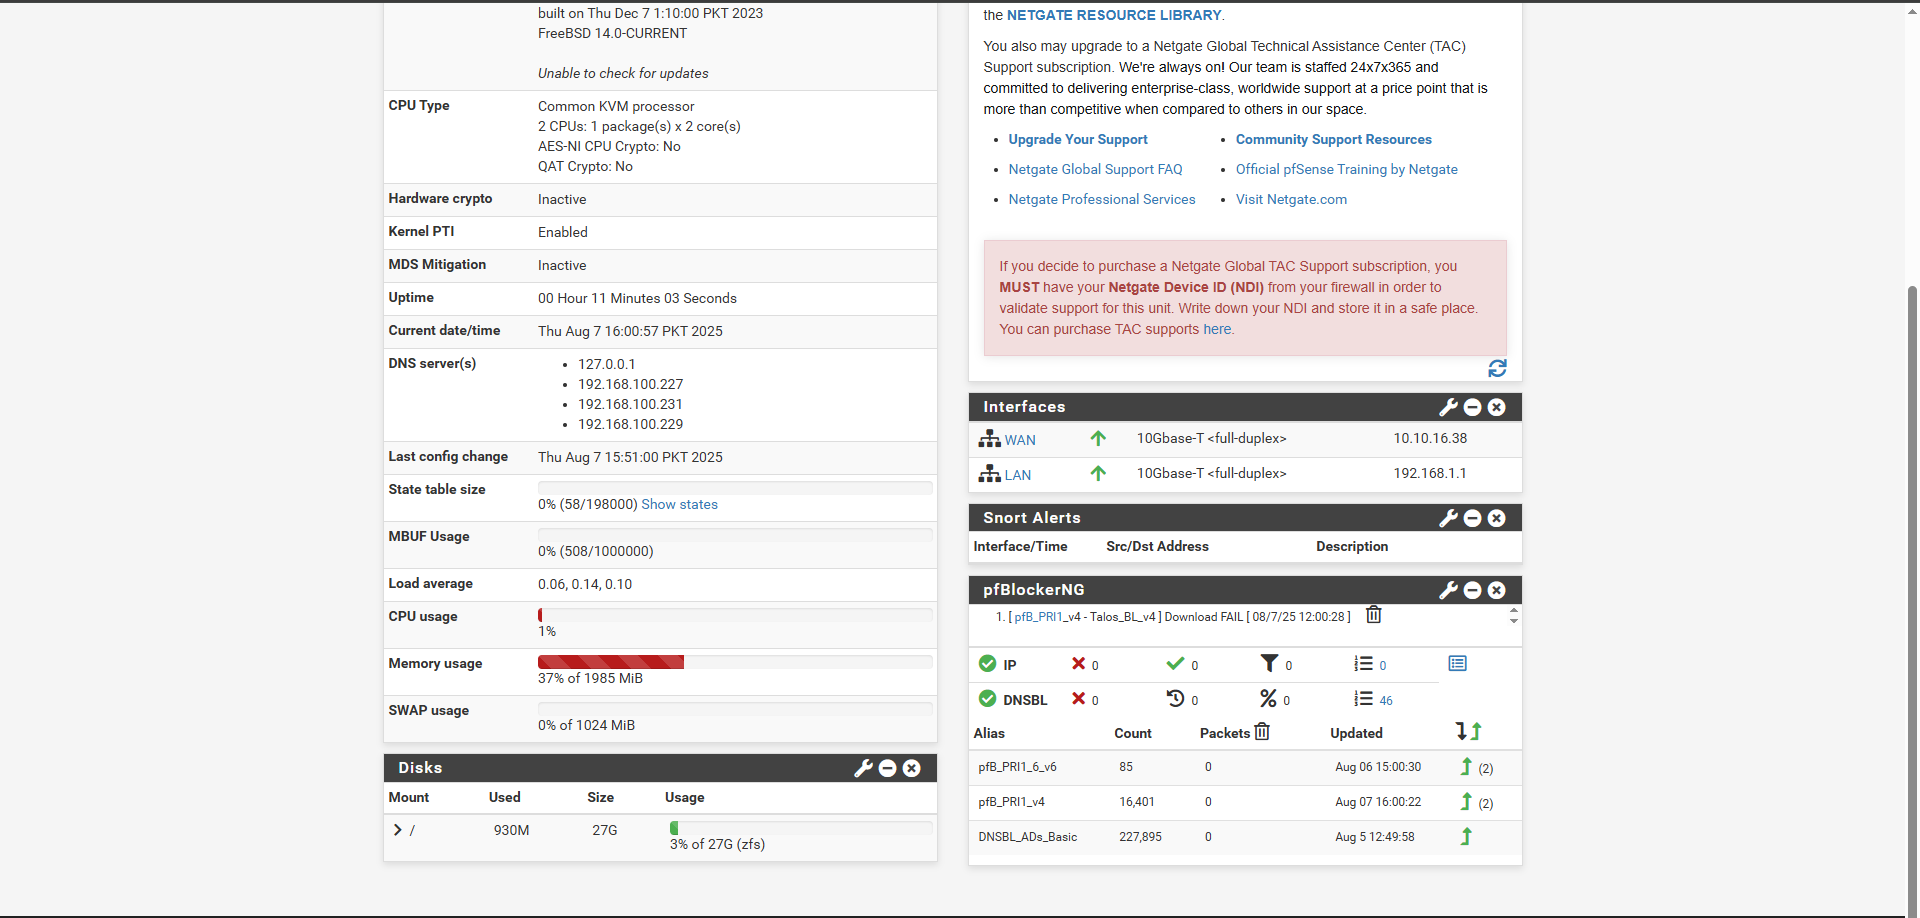 built on Thu Dec 7 1:10:00 PKT 2023
FreeBSD 14.0-CURRENT
Unable to check for updates
CPU Type
Common KVM processor
2 CPUs: 1 package(s) x 2 core(s)
AES-NI CPU Crypto: No
QAT Crypto: No
Hardware crypto Inactive
Kernel PTI Enabled
MDS Mitigation Inactive
Uptime 00 Hour 11 Minutes 03 Seconds
Current date/time Thu Aug 7 16:00:57 PKT 2025
DNS server(s)
127.0.0.1
192.168.100.227
192.168.100.231
192.168.100.229
Last config change Thu Aug 7 15:51:00 PKT 2025
State table size
0% (58/198000) Show states
MBUF Usage
0% (508/1000000)
Load average 0.06, 0.14, 0.10
CPU usage
1%
Memory usage
37% of 1985 MiB
SWAP usage
0% of 1024 MiB
Disks
Mount Used Size Usage
/ 930M 27G
3% of 27G (zfs)
the NETGATE RESOURCE LIBRARY.
You also may upgrade to a Netgate Global Technical Assistance Center (TAC)
Support subscription. We're always on! Our team is staffed 24x7x365 and
committed to delivering enterprise-class, worldwide support at a price point that is
more than competitive when compared to others in our space.
Upgrade Your Support Community Support Resources
Netgate Global Support FAQ Official pfSense Training by Netgate
Netgate Professional Services Visit Netgate.com
If you decide to purchase a Netgate Global TAC Support subscription, you
MUST have your Netgate Device ID (NDI) from your firewall in order to
validate support for this unit. Write down your NDI and store it in a safe place.
You can purchase TAC supports here.
Interfaces
WAN 10Gbase-T <full-duplex> 10.10.16.38
LAN 10Gbase-T <full-duplex> 192.168.1.1
Snort Alerts
Interface/Time Src/Dst Address Description
pfBlockerNG
1. [ pfB_PRI1_v4 - Talos_BL_v4 ] Download FAIL [ 08/7/25 12:00:28 ]
IP 0 0 0 0
DNSBL 0 0 0 46
Alias Count Packets Updated
pfB_PRI1_6_v6 85 0 Aug 06 15:00:30 (2)
pfB_PRI1_v4 16,401 0 Aug 07 16:00:22 (2)
DNSBL_ADs_Basic 227,895 0 Aug 5 12:49:58